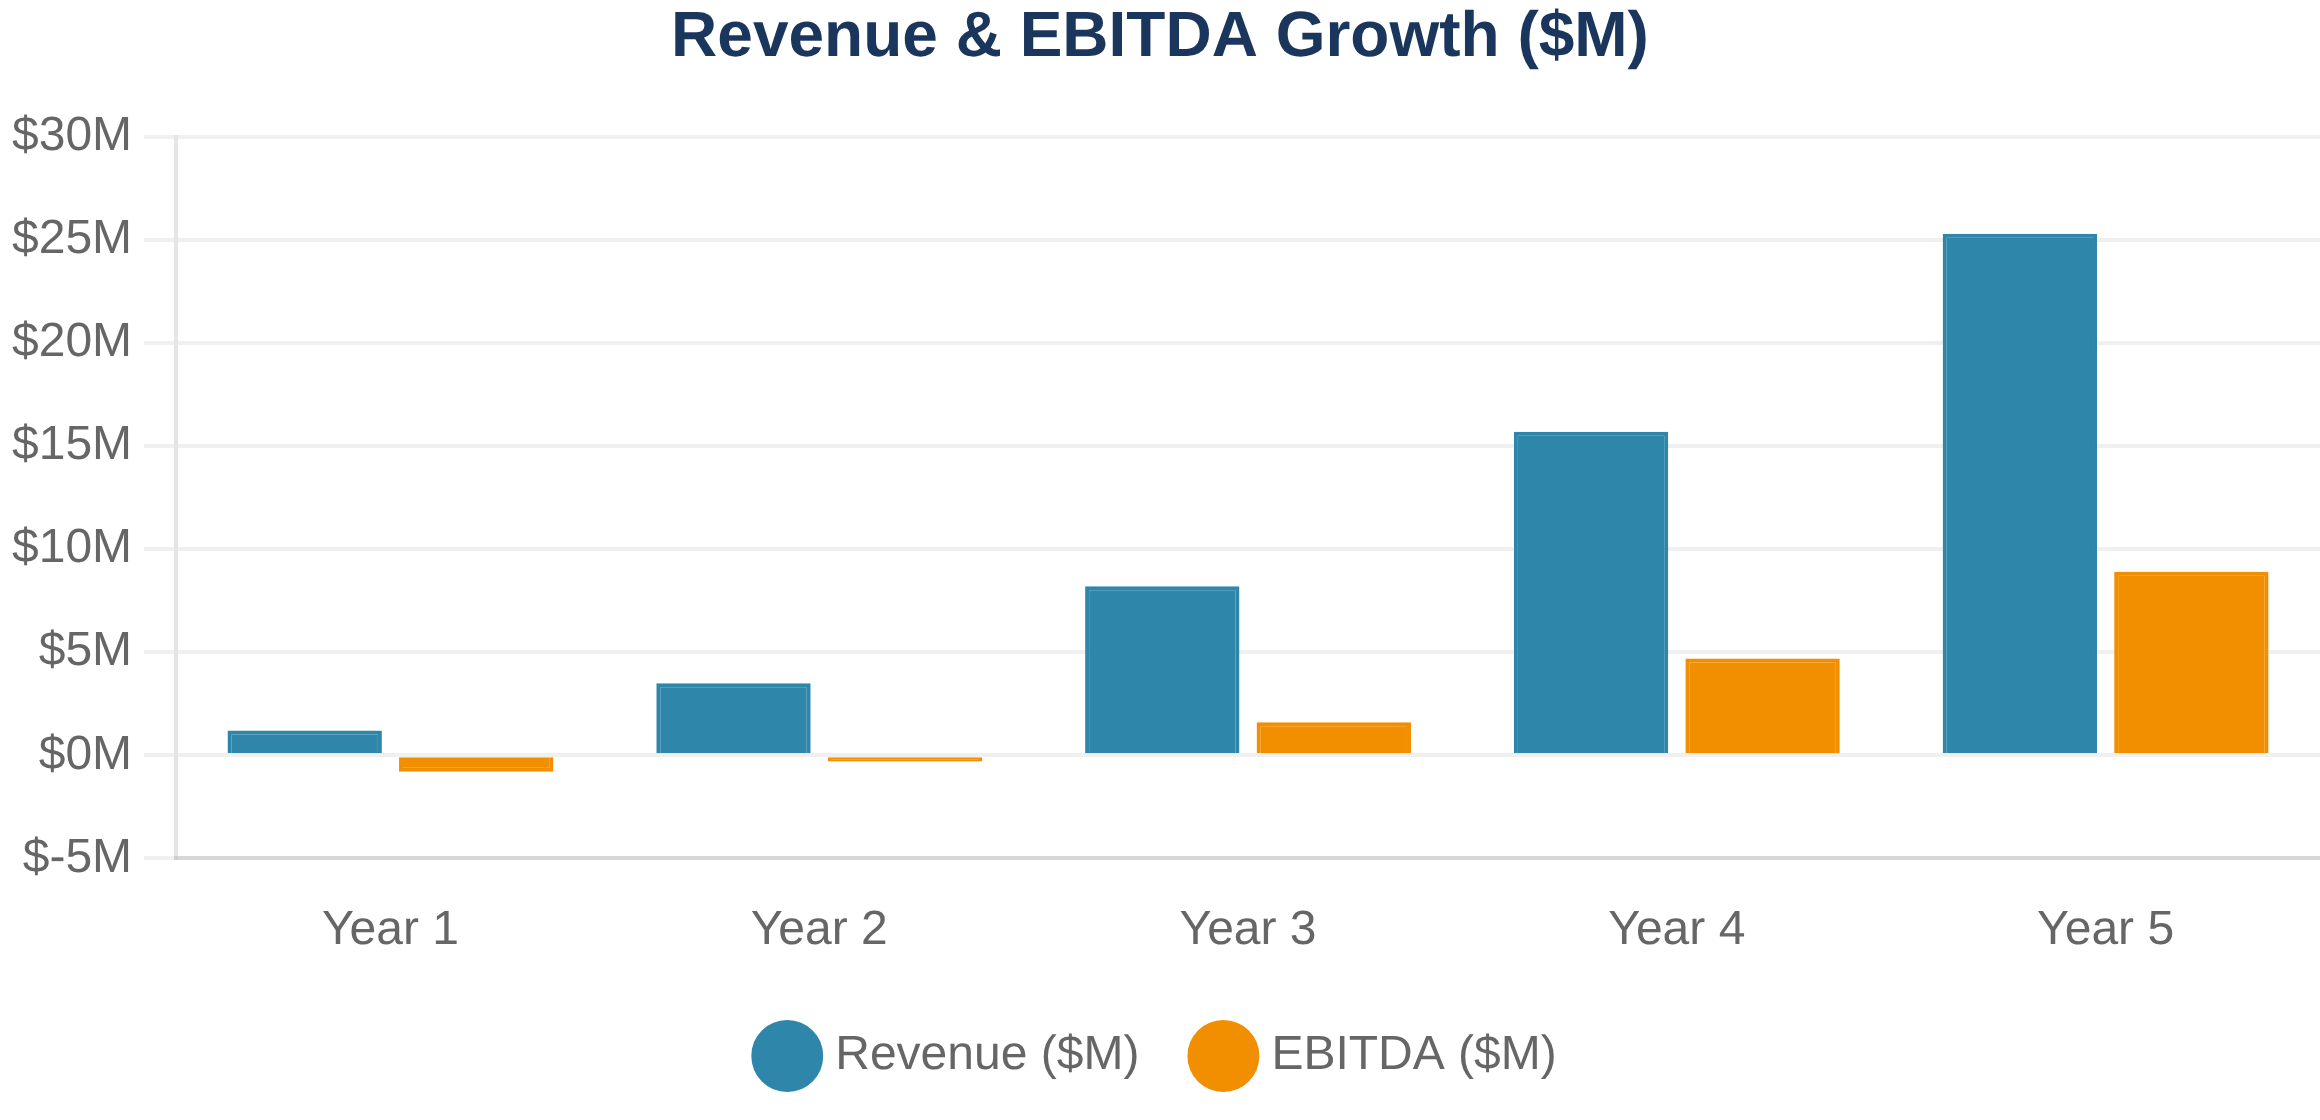 Revenue & EBITDA Growth ($M)
$30M
$25M
$20M
$15M
$10M
$5M
$0M
$-5M
Year 1 Year 2 Year 3 Year 4 Year 5
Revenue ($M) EBITDA ($M)